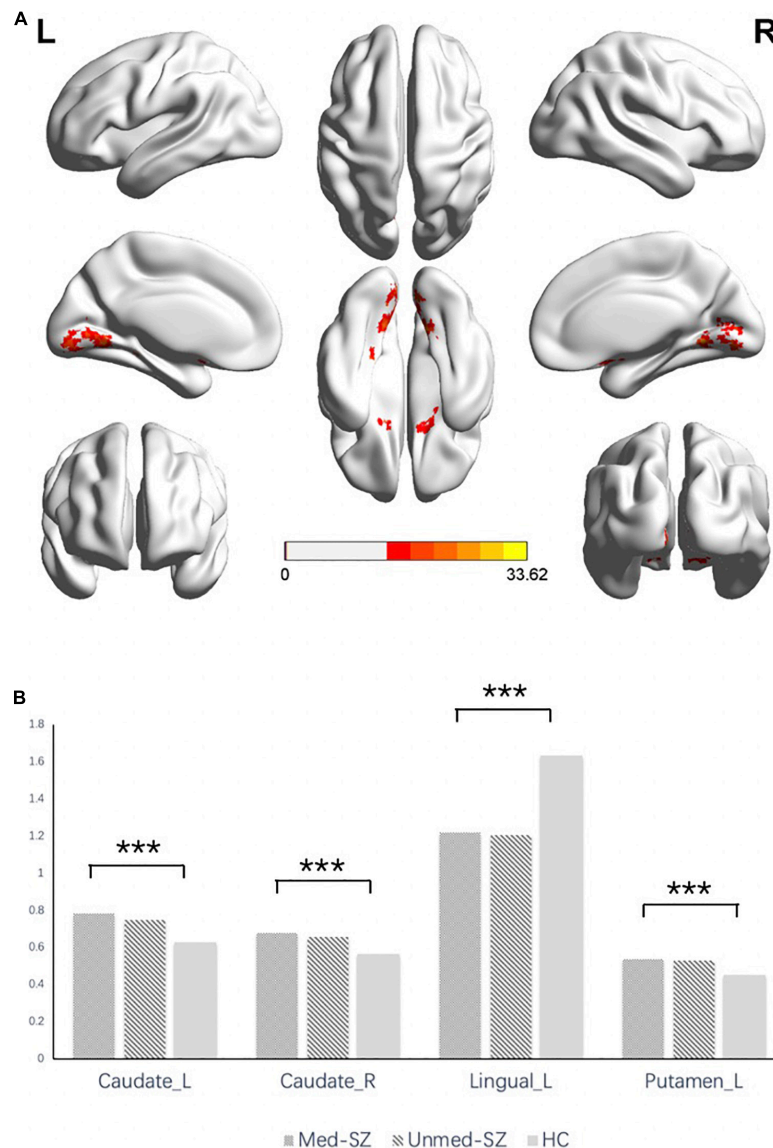 A
L
R
0
33.62
B
***
***
***
***
1.8
1.6
1.4
1.2
1
0.8
0.6
0.4
0.2
0
Caudate_L Caudate_R Lingual_L Putamen_L
Med-SZ Unmed-SZ HC